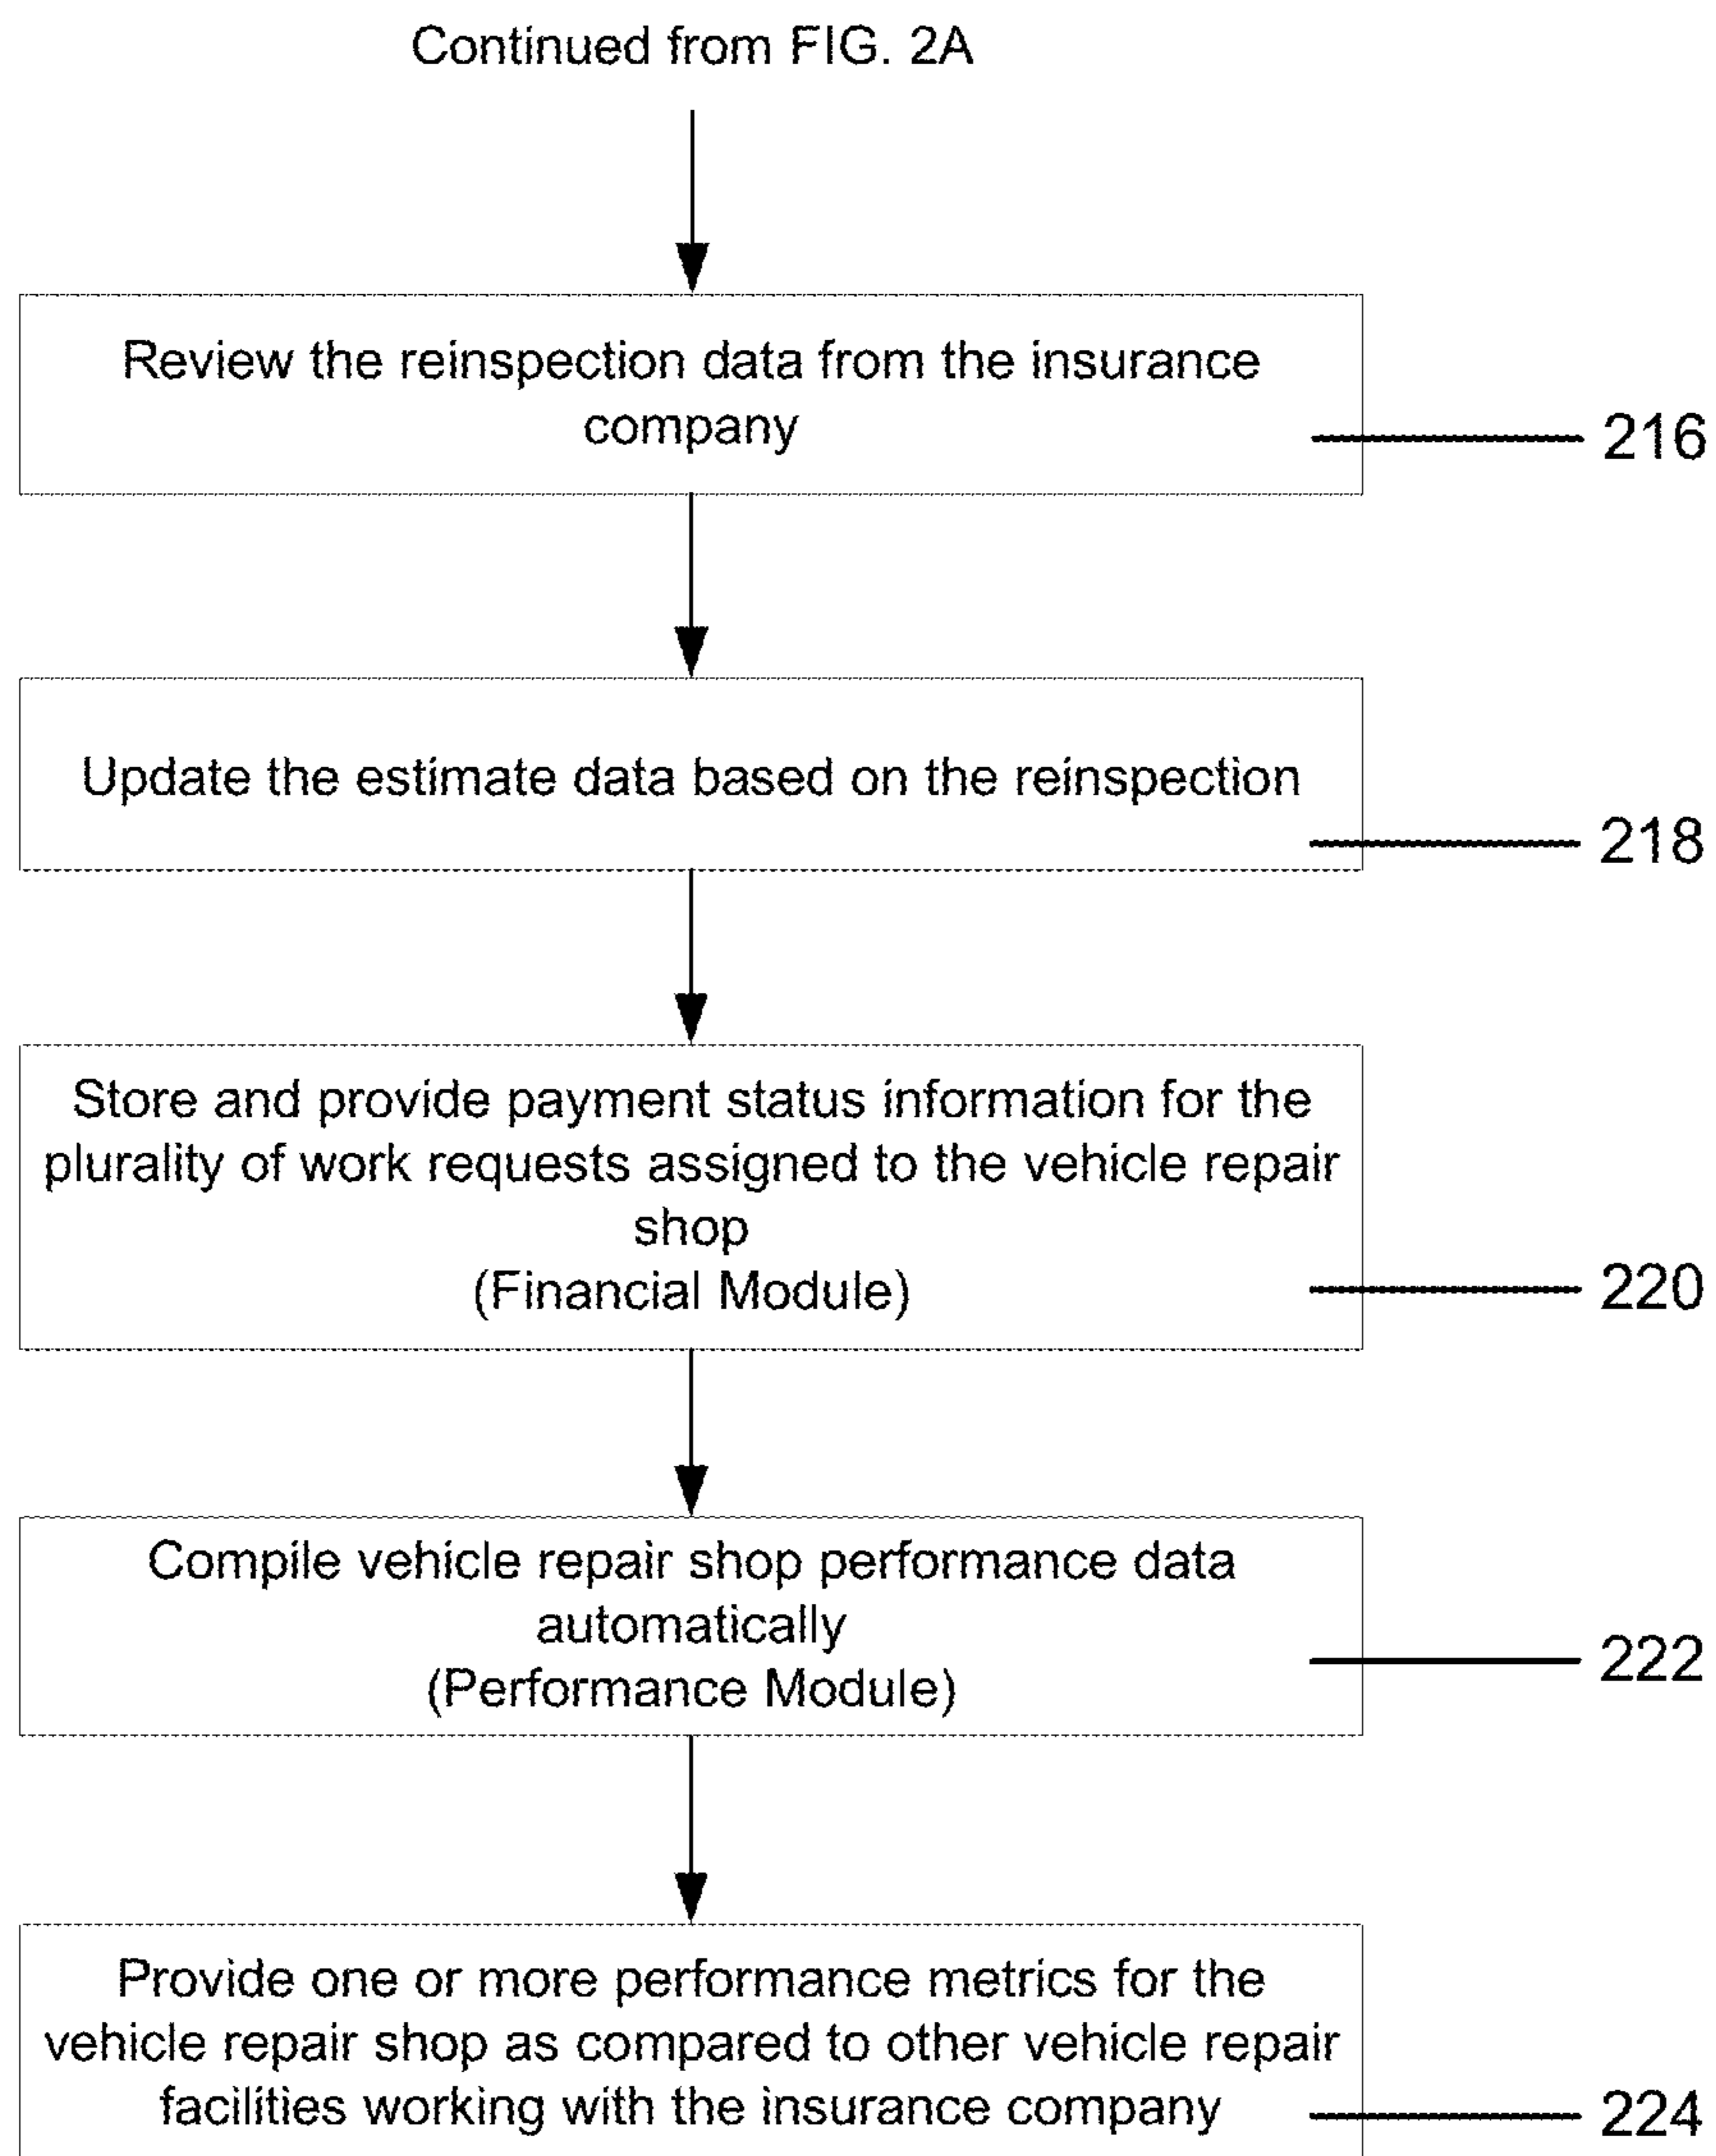 Continued from FIG. 2A
Review the reinspection data from the insurance
company
216
Update the estimate data based on the reinspection
218
Store and provide payment status information for the
plurality of work requests assigned to the vehicle repair
shop
(Financial Module)
220
Compile vehicle repair shop performance data
automatically
(Performance Module)
222
Provide one or more performance metrics for the
vehicle repair shop as compared to other vehicle repair
facilities working with the insurance company
224